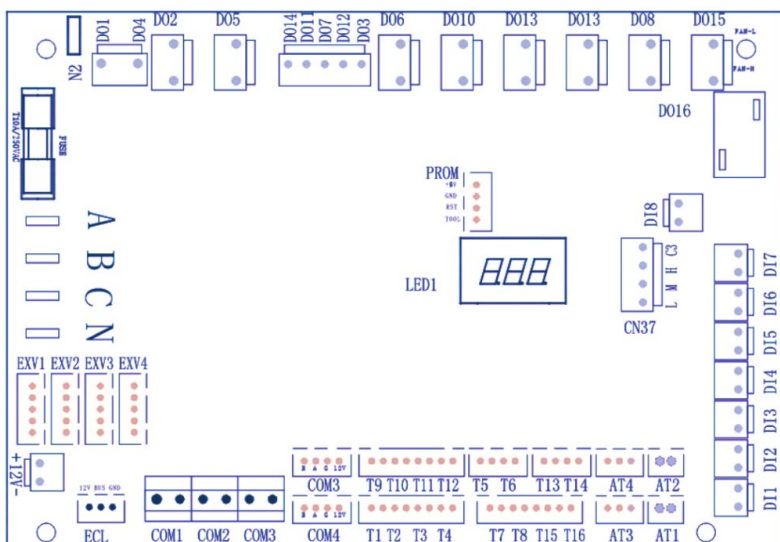 DO1 DO4 DO2 DO5 DO14 DO11 DO7 DO12 DO3 DO6 DO10 DO13 DO13 DO8 DO15
N2
FAN-L
FAN-H
DO16
FUSE
T10A/250VAC
PROM
+5V
GND
RST
TOOL
DI8
A
B
C
N
LED1
888
L M H C3
CN37
DI7
DI6
DI5
DI4
DI3
DI2
DI1
EXV1 EXV2 EXV3 EXV4
+12V-
B A G 12V
COM3 T9 T10 T11 T12 T5 T6 T13 T14 AT4 AT2
12V BUS GND
B A G 12V
ECL COM1 COM2 COM3 COM4 T1 T2 T3 T4 T7 T8 T15 T16 AT3 AT1